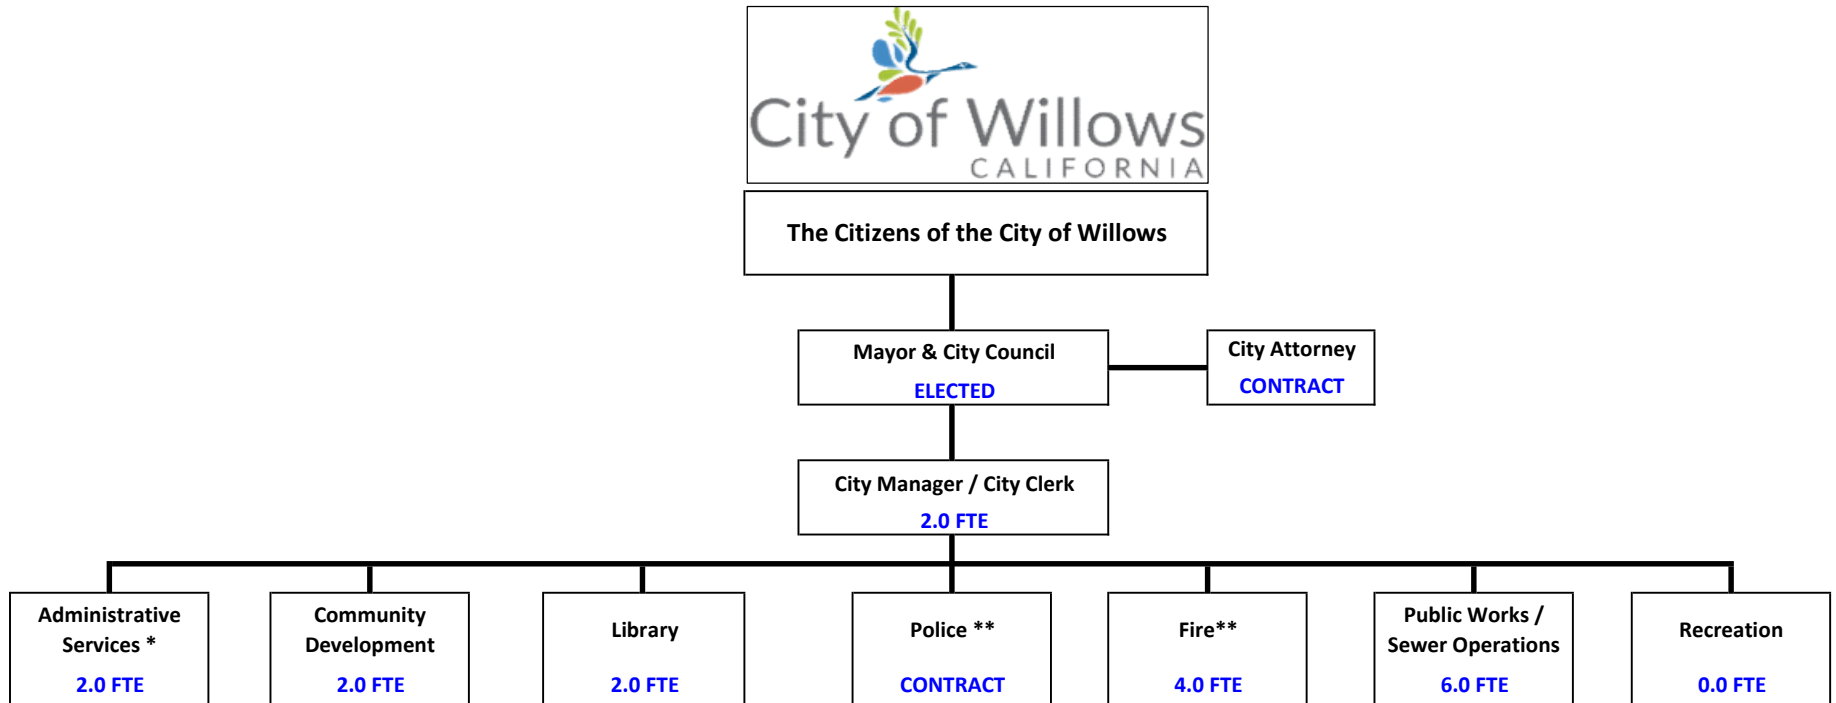 City of Willows
CALIFORNIA
The Citizens of the City of Willows
Mayor & City Council
ELECTED
City Attorney
CONTRACT
City Manager / City Clerk
2.0 FTE
Administrative
Services *
2.0 FTE
Community
Development
2.0 FTE
Library
2.0 FTE
Police **
CONTRACT
Fire**
4.0 FTE
Public Works /
Sewer Operations
6.0 FTE
Recreation
0.0 FTE